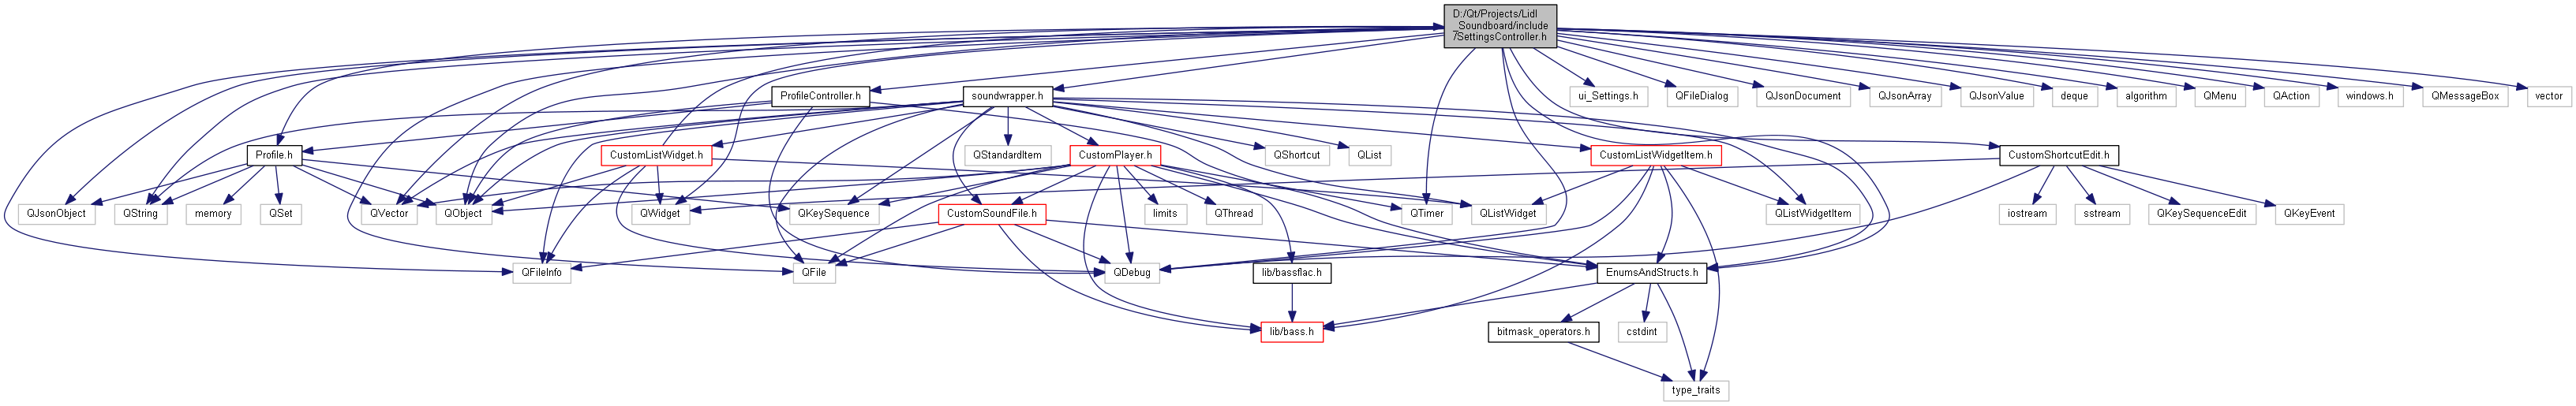 D:/Qt/Projects/Lidl
_Soundboard/include
7SettingsController.h
ProfileController.h
soundwrapper.h
ui_Settings.h
QFileDialog
QJsonDocument
QJsonArray
QJsonValue
deque
algorithm
QMenu
QAction
windows.h
QMessageBox
vector
Profile.h
CustomListWidget.h
QStandardItem
CustomPlayer.h
QShortcut
QList
CustomListWidgetItem.h
CustomShortcutEdit.h
QJsonObject
QString
memory
QSet
QVector
QObject
QWidget
QKeySequence
CustomSoundFile.h
limits
QThread
QTimer
QListWidget
QListWidgetItem
iostream
sstream
QKeySequenceEdit
QKeyEvent
QFileInfo
QFile
QDebug
lib/bassflac.h
EnumsAndStructs.h
lib/bass.h
bitmask_operators.h
cstdint
type_traits